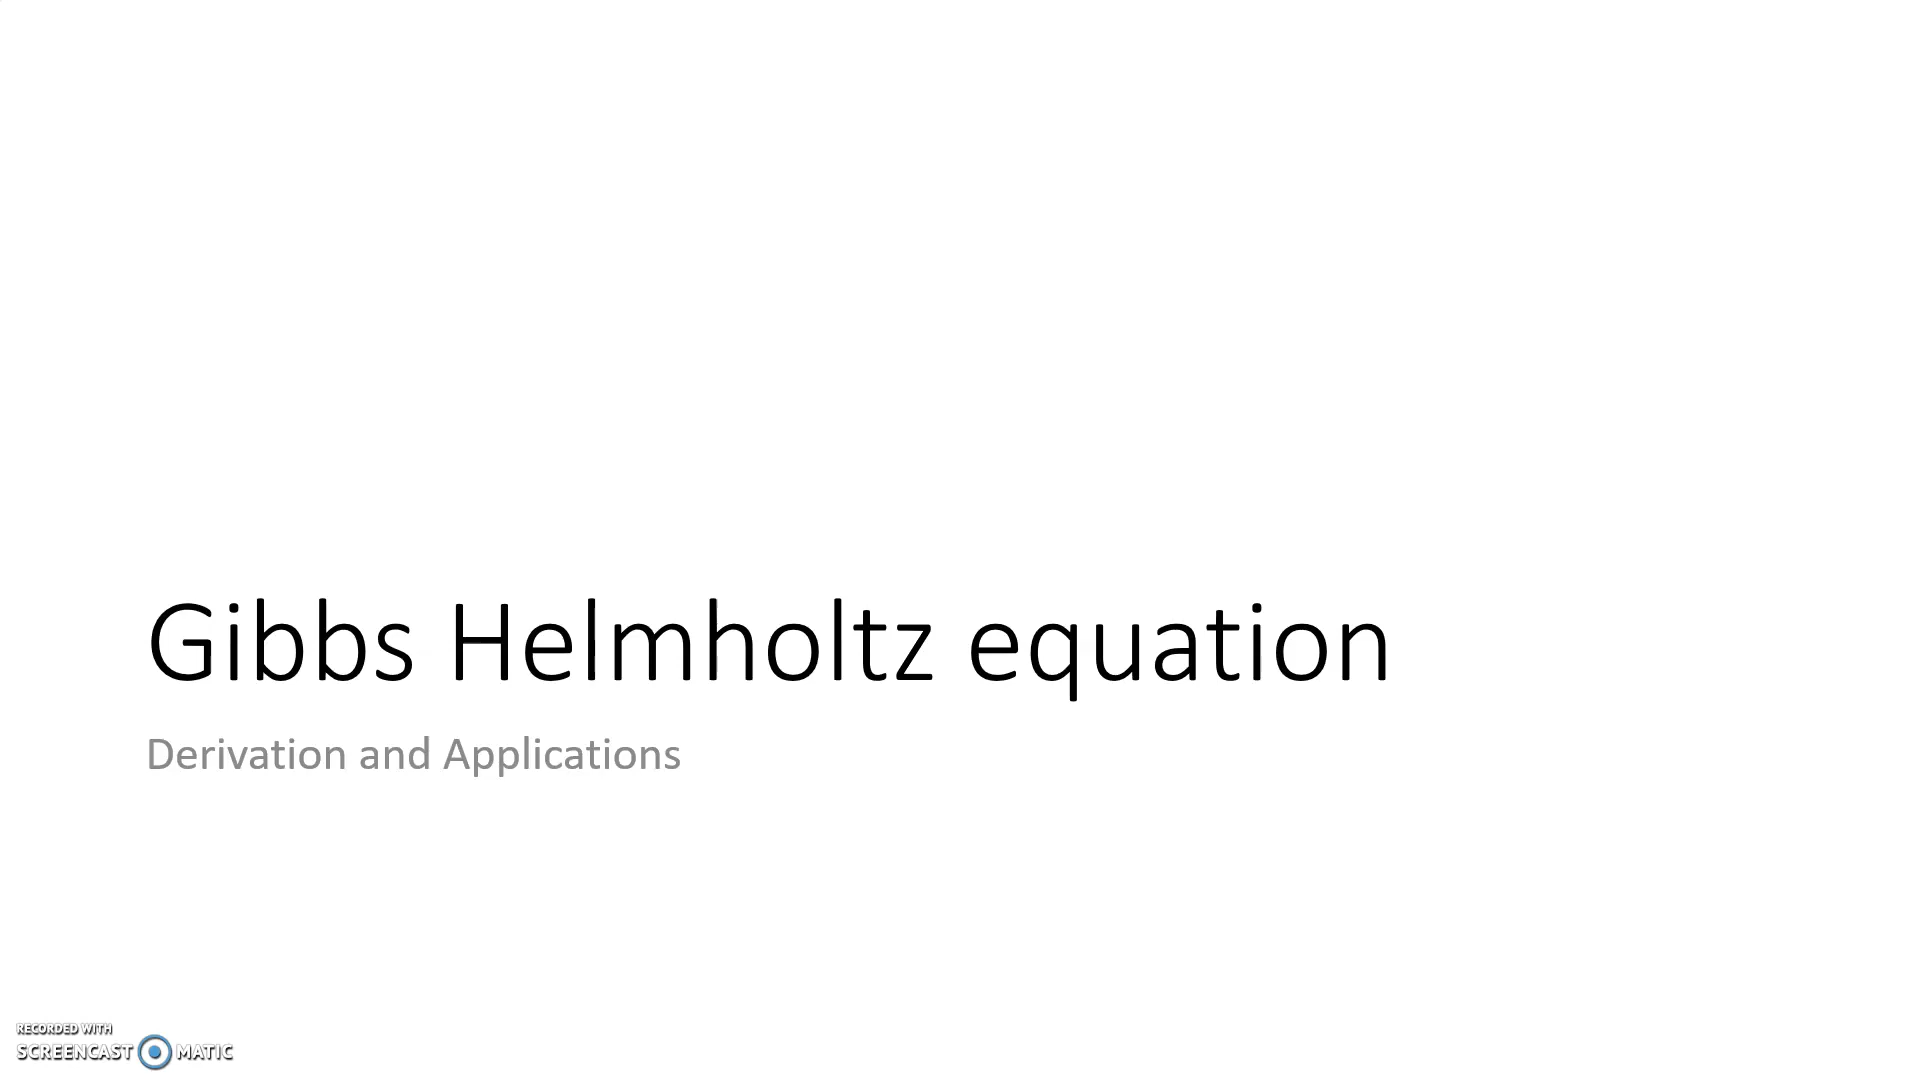 Gibbs Helmholtz equation
Derivation and Applications
RECORDED WITH
SCREENCAST MATIC